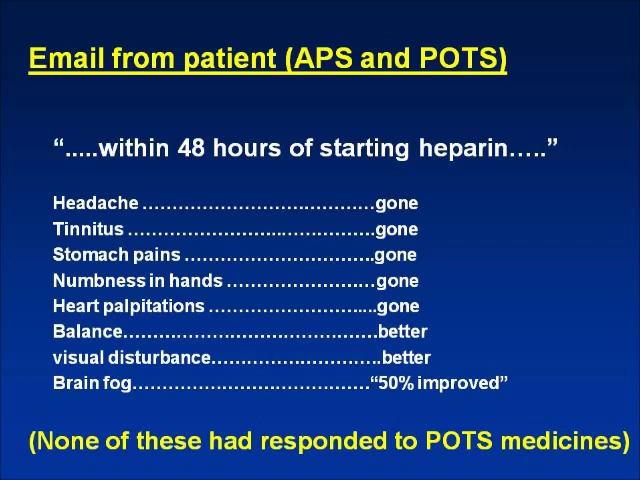 Email from patient (APS and POTS)
“.....within 48 hours of starting heparin…..”
Headache …………………………………gone
Tinnitus ……………………...…………….gone
Stomach pains …………………………..gone
Numbness in hands ……………………gone
Heart palpitations ……………………......gone
Balance……………………………………better
visual disturbance……………………….better
Brain fog…………………………………“50% improved”
(None of these had responded to POTS medicines)